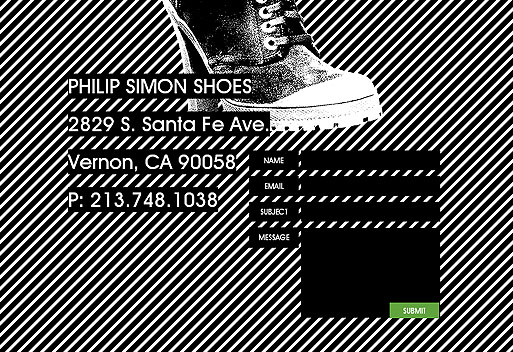 PHILIP SIMON SHOES
2829 S. Santa Fe Ave.
Vernon, CA 90058,
P: 213.748.1038
NAME
EMAIL
SUBJECT
MESSAGE
SUBMIT